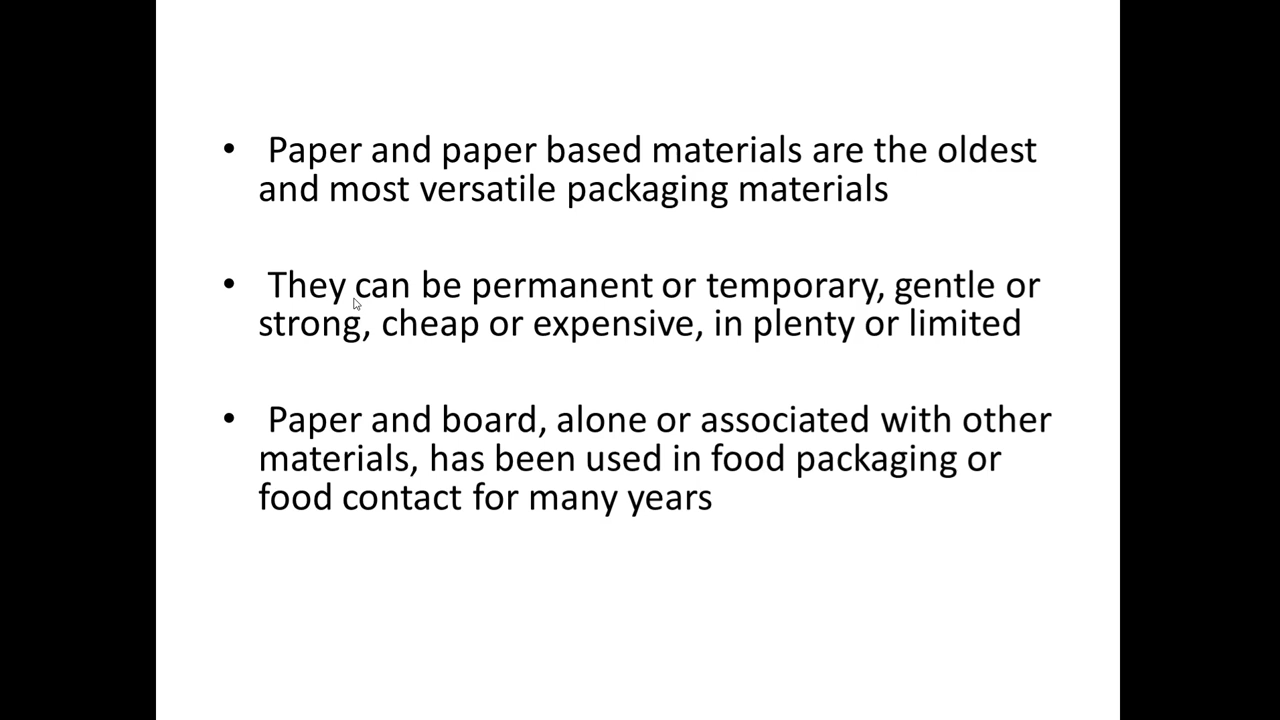 • Paper and paper based materials are the oldest
and most versatile packaging materials
• They can be permanent or temporary, gentle or
strong, cheap or expensive, in plenty or limited
• Paper and board, alone or associated with other
materials, has been used in food packaging or
food contact for many years